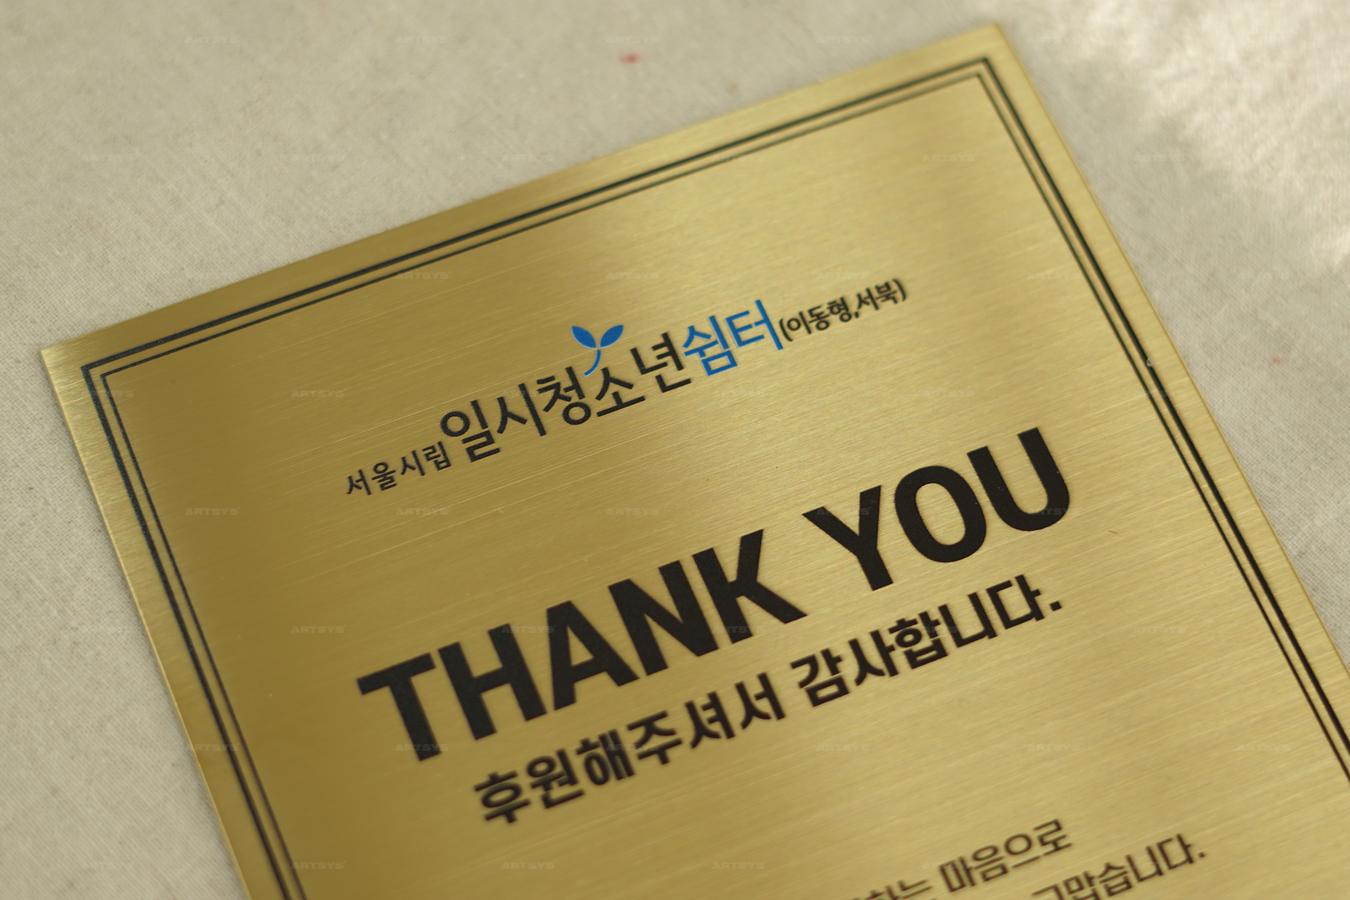 서울시립 일시청소년쉼터(이동형,서북)
THANK YOU
후원해주셔서 감사합니다.
마음으로
고맙습니다.